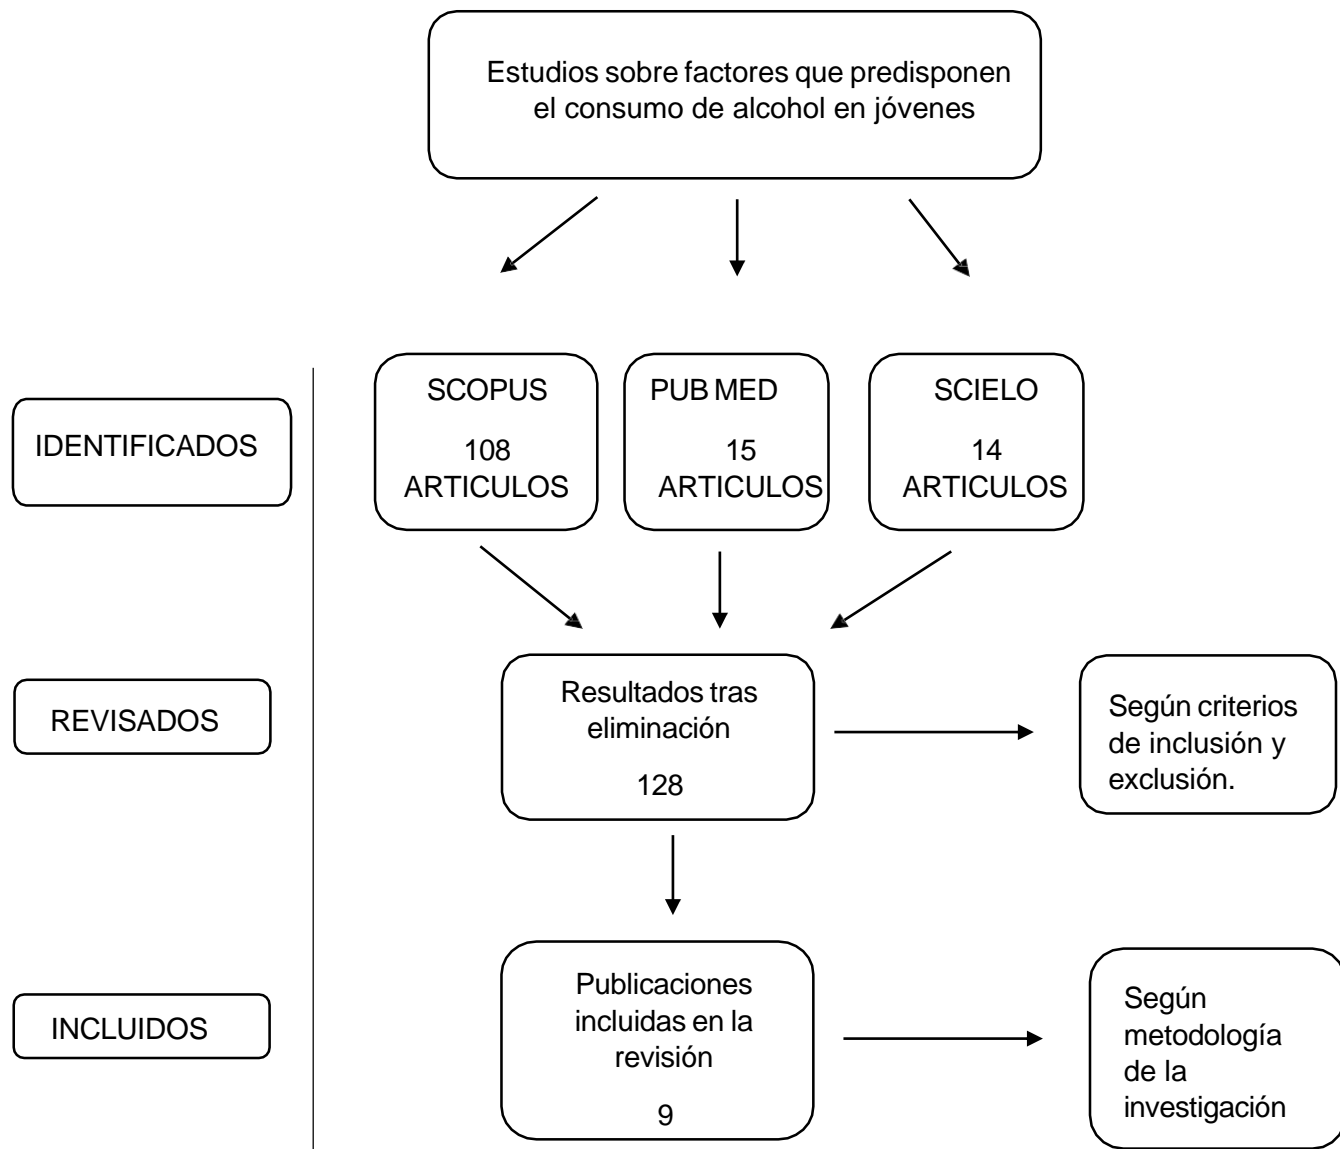 Estudios sobre factores que predisponen
el consumo de alcohol en jóvenes
IDENTIFICADOS
SCOPUS
108
ARTICULOS
PUB MED
15
ARTICULOS
SCIELO
14
ARTICULOS
REVISADOS
Resultados tras
eliminación
128
Según criterios
de inclusión y
exclusión.
INCLUIDOS
Publicaciones
incluidas en la
revisión
9
Según
metodología
de la
investigación